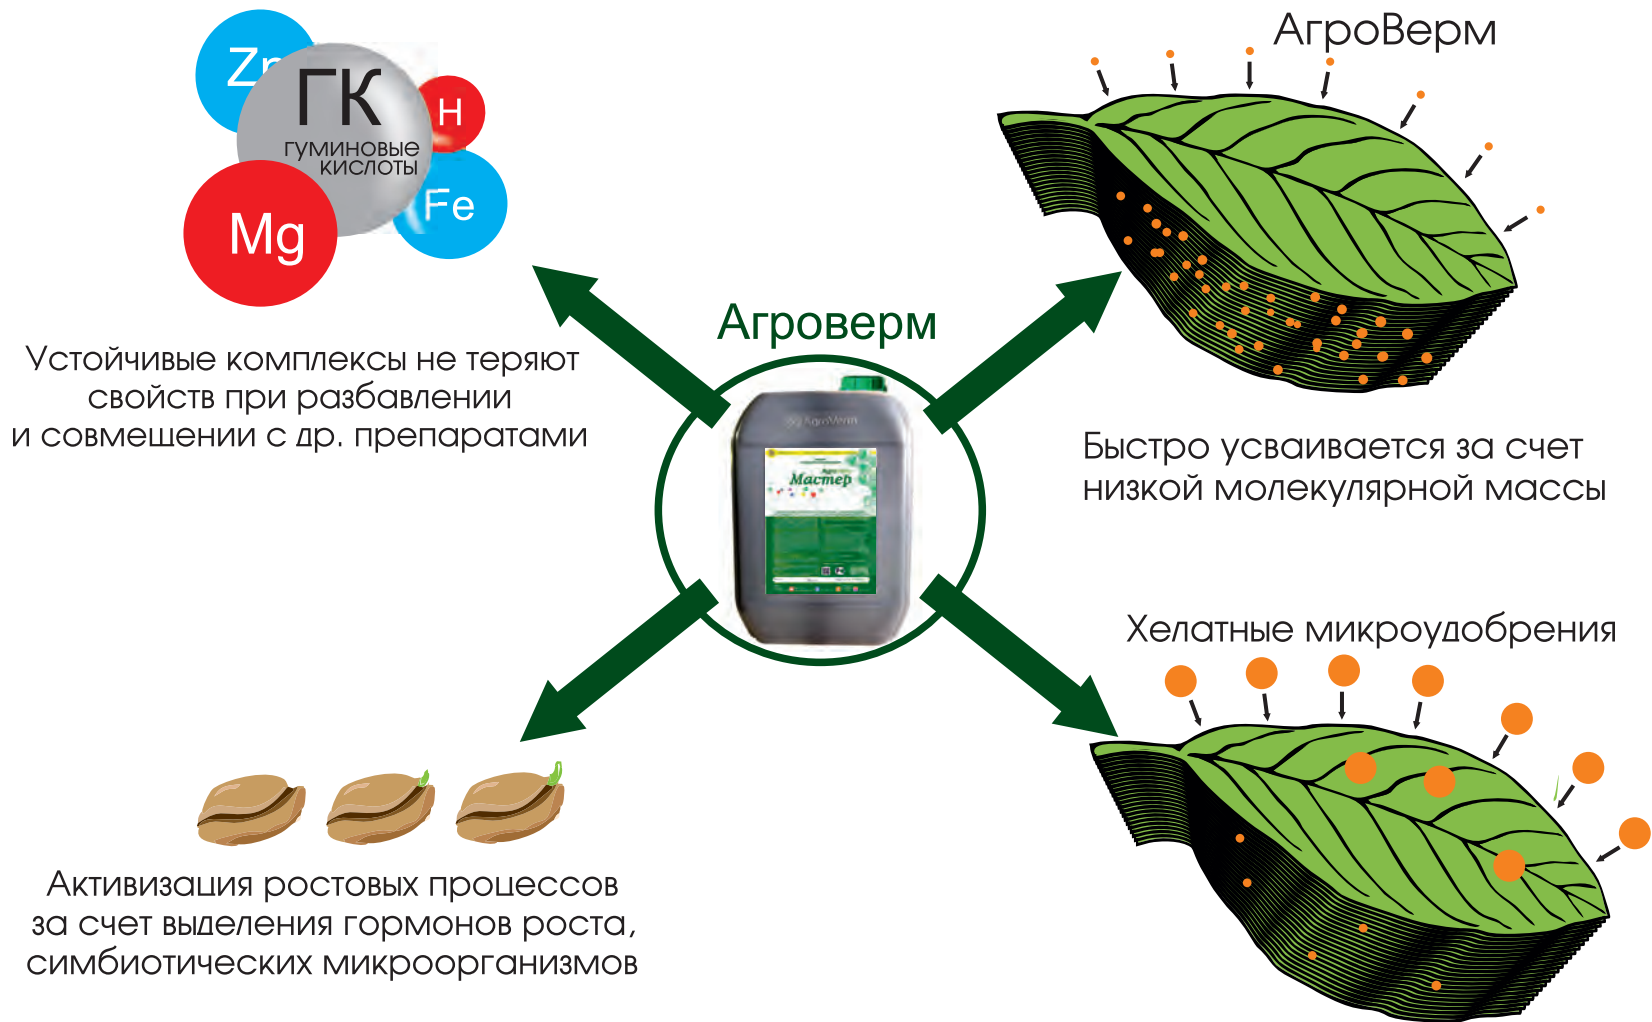 Zn
ГК
гуминовые
кислоты
H
Fe
Mg
Устойчивые комплексы не теряют
свойств при разбавлении
и совмещении с др. препаратами
АгроВерм
Быстро усваивается за счет
низкой молекулярной массы
Агроверм
AgroVerm
Мастер
Хелатные микроудобрения
Активизация ростовых процессов
за счет выделения гормонов роста,
симбиотических микроорганизмов